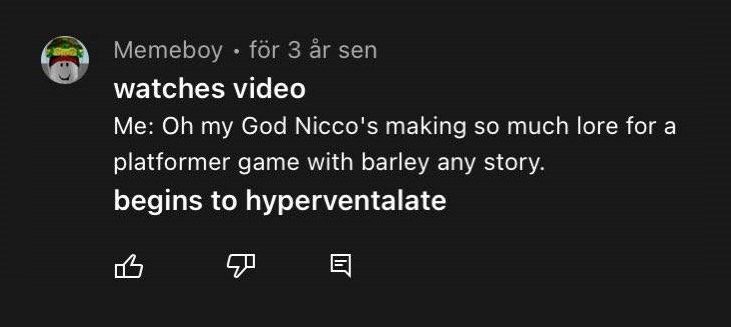 Memeboy • för 3 år sen
watches video
Me: Oh my God Nicco's making so much lore for a
platformer game with barley any story.
begins to hyperventalate